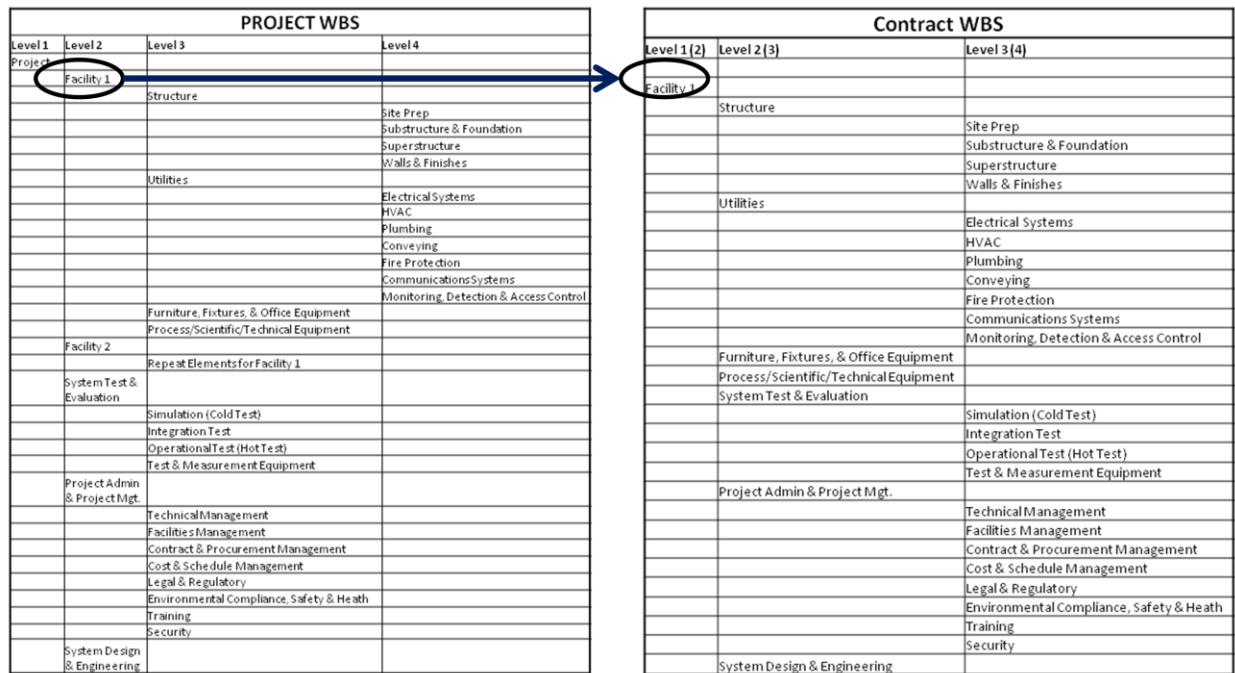 PROJECT WBS
Level 1 Level 2 Level 3 Level 4
Project
Facility 1
Structure
Site Prep
Substructure & Foundation
Superstructure
Walls & Finishes
Utilities
Electrical Systems
HVAC
Plumbing
Conveying
Fire Protection
Communications Systems
Monitoring, Detection & Access Control
Furniture, Fixtures, & Office Equipment
Process/Scientific/Technical Equipment
Facility 2
Repeat Elements for Facility 1
System Test &
Evaluation
Simulation (Cold Test)
Integration Test
Operational Test (Hot Test)
Test & Measurement Equipment
Project Admin
& Project Mgt.
Technical Management
Facilities Management
Contract & Procurement Management
Cost & Schedule Management
Legal & Regulatory
Environmental Compliance, Safety & Heath
Training
Security
System Design
& Engineering
Contract WBS
Level 1 (2) Level 2 (3) Level 3 (4)
Facility 1
Structure
Site Prep
Substructure & Foundation
Superstructure
Walls & Finishes
Utilities
Electrical Systems
HVAC
Plumbing
Conveying
Fire Protection
Communications Systems
Monitoring, Detection & Access Control
Furniture, Fixtures, & Office Equipment
Process/Scientific/Technical Equipment
System Test & Evaluation
Simulation (Cold Test)
Integration Test
Operational Test (Hot Test)
Test & Measurement Equipment
Project Admin & Project Mgt.
Technical Management
Facilities Management
Contract & Procurement Management
Cost & Schedule Management
Legal & Regulatory
Environmental Compliance, Safety & Heath
Training
Security
System Design & Engineering